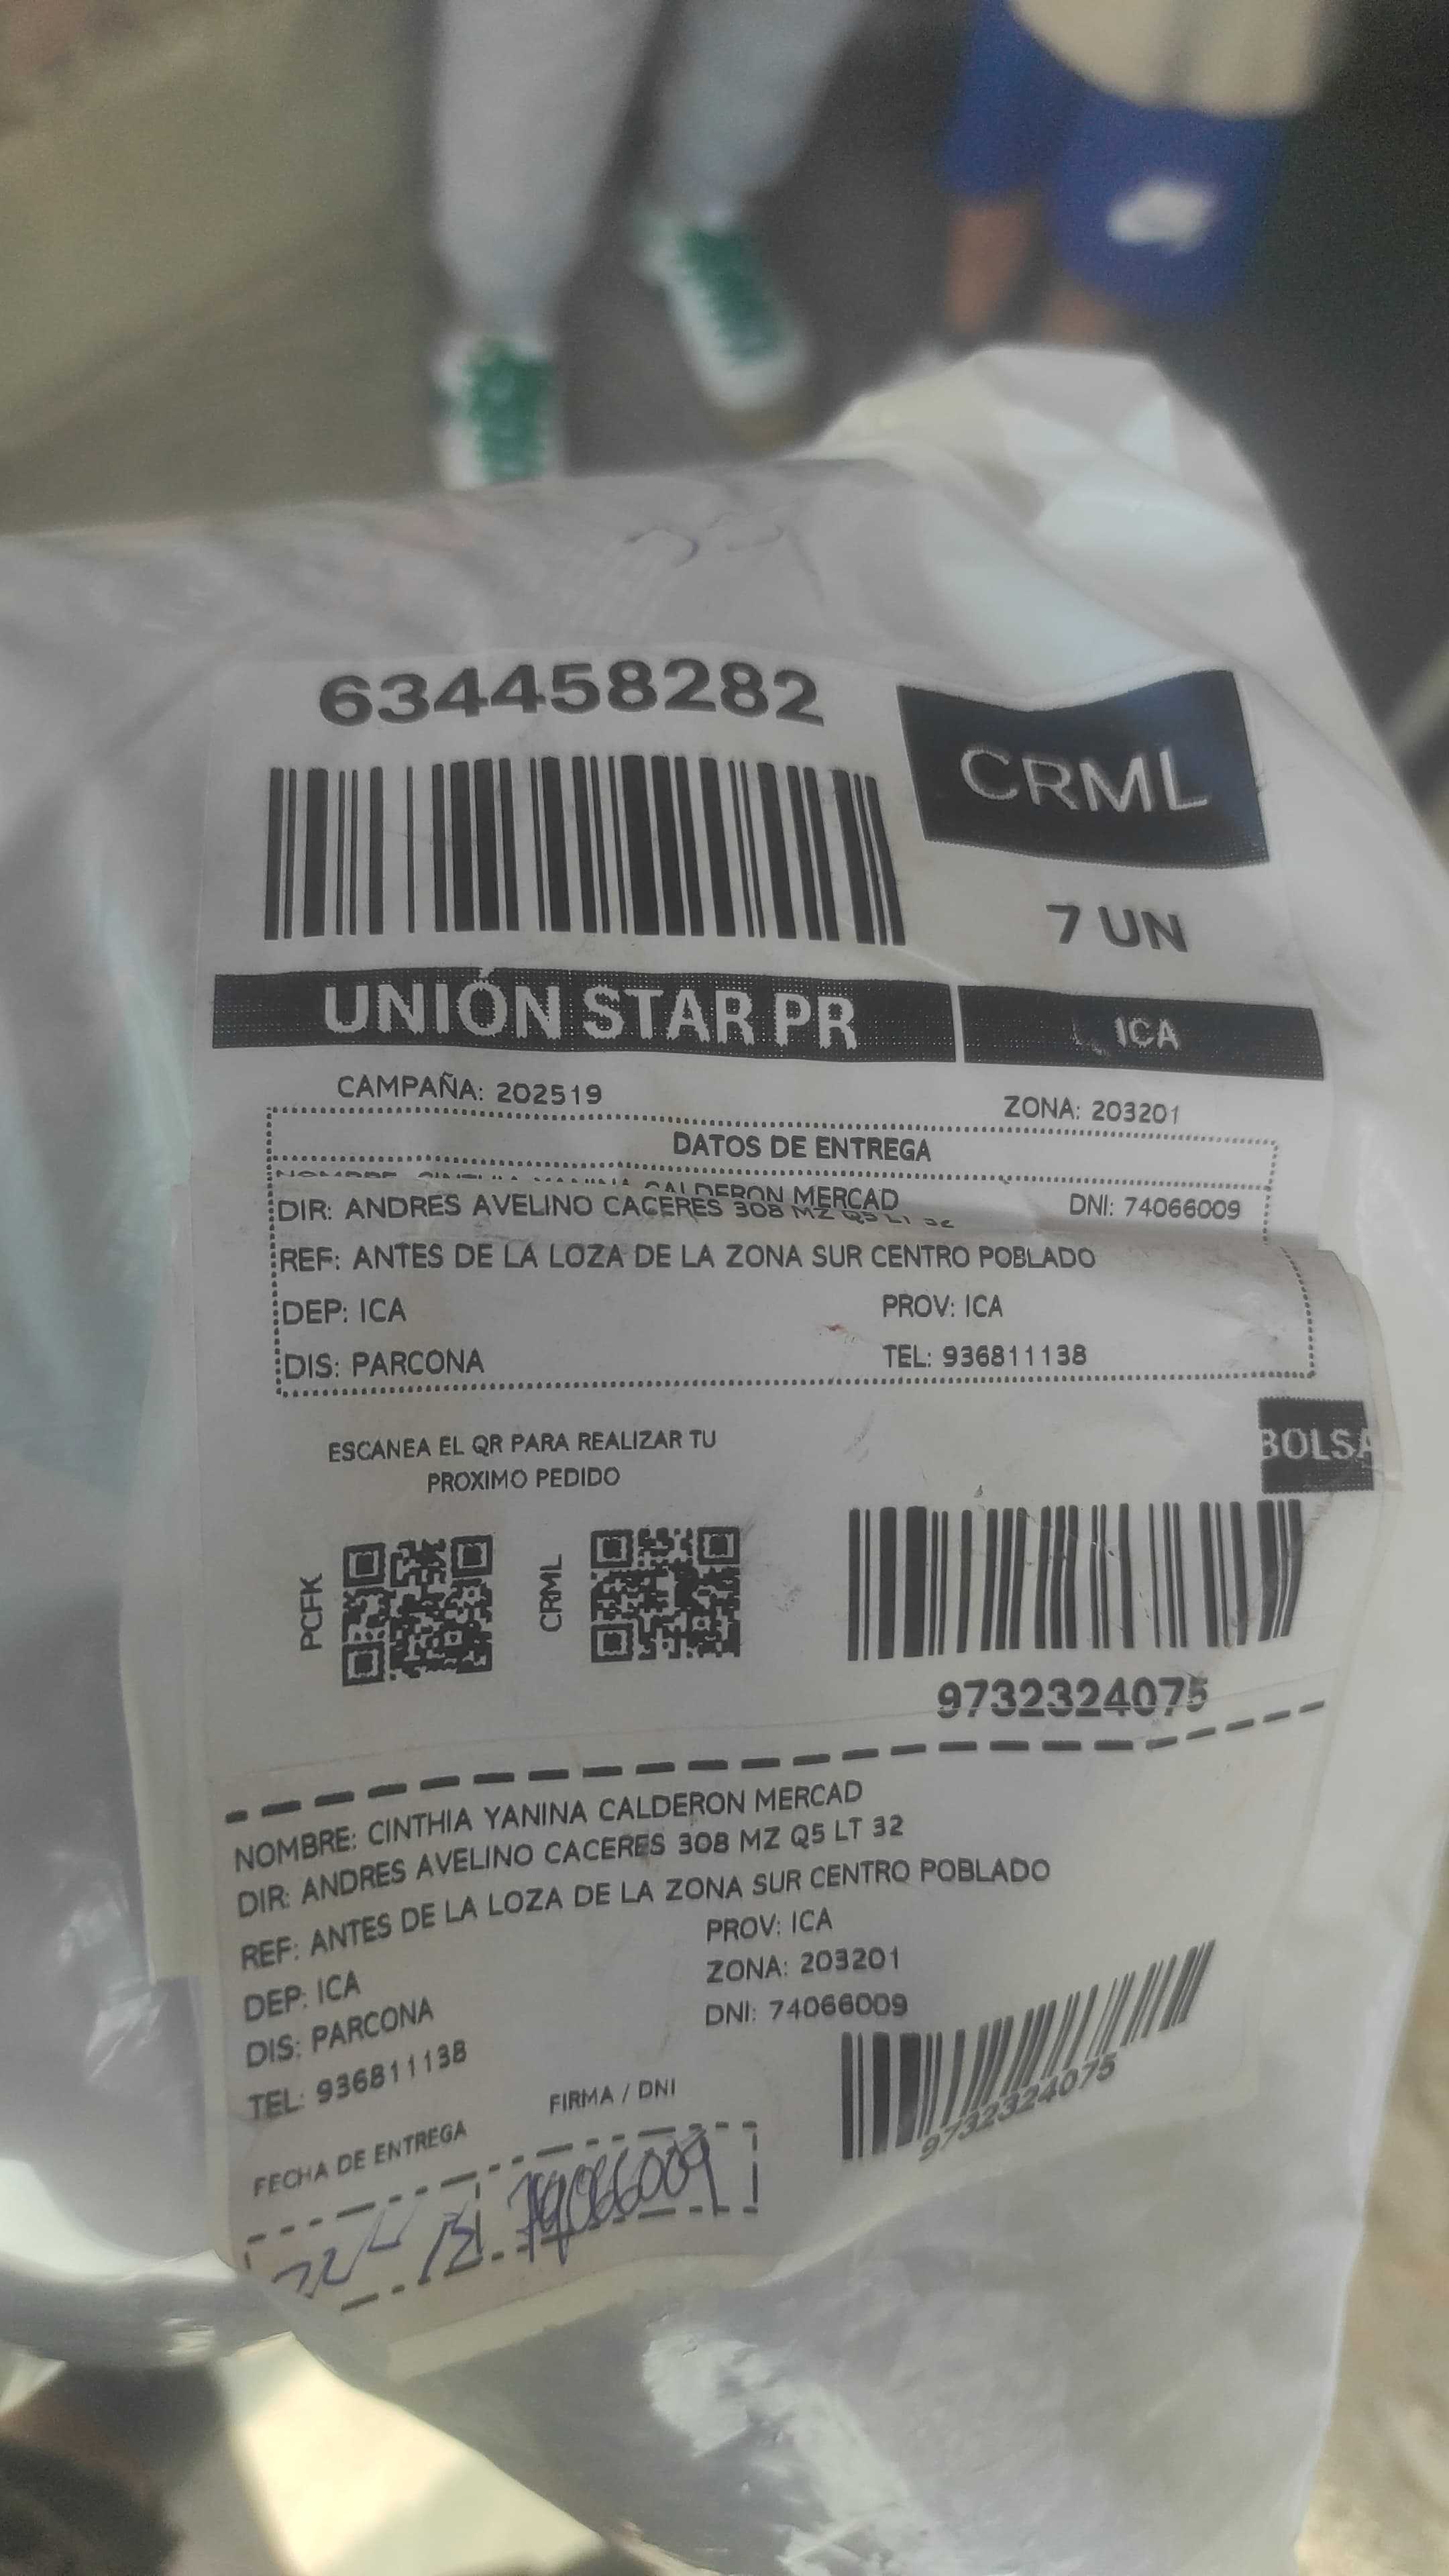 634458282
CRML
7 UN
UNIÓN STAR PR
ICA
CAMPAÑA: 202519
ZONA: 203201
DATOS DE ENTREGA
CALDERON MERCAD
DNI: 74066009
DIR: ANDRES AVELINO CACERES 308 MZ Q5 LT 32
REF: ANTES DE LA LOZA DE LA ZONA SUR CENTRO POBLADO
DEP: ICA
PROV: ICA
DIS: PARCONA
TEL: 936811138
ESCANEA EL QR PARA REALIZAR TU
PROXIMO PEDIDO
BOLSA
PCFK
CRML
9732324075
NOMBRE: CINTHIA YANINA CALDERON MERCAD
DIR: ANDRES AVELINO CACERES 308 MZ Q5 LT 32
REF: ANTES DE LA LOZA DE LA ZONA SUR CENTRO POBLADO
DEP: ICA
PROV: ICA
DIS: PARCONA
ZONA: 203201
TEL: 936811138
DNI: 74066009
9732324075
FECHA DE ENTREGA
FIRMA / DNI
74066009